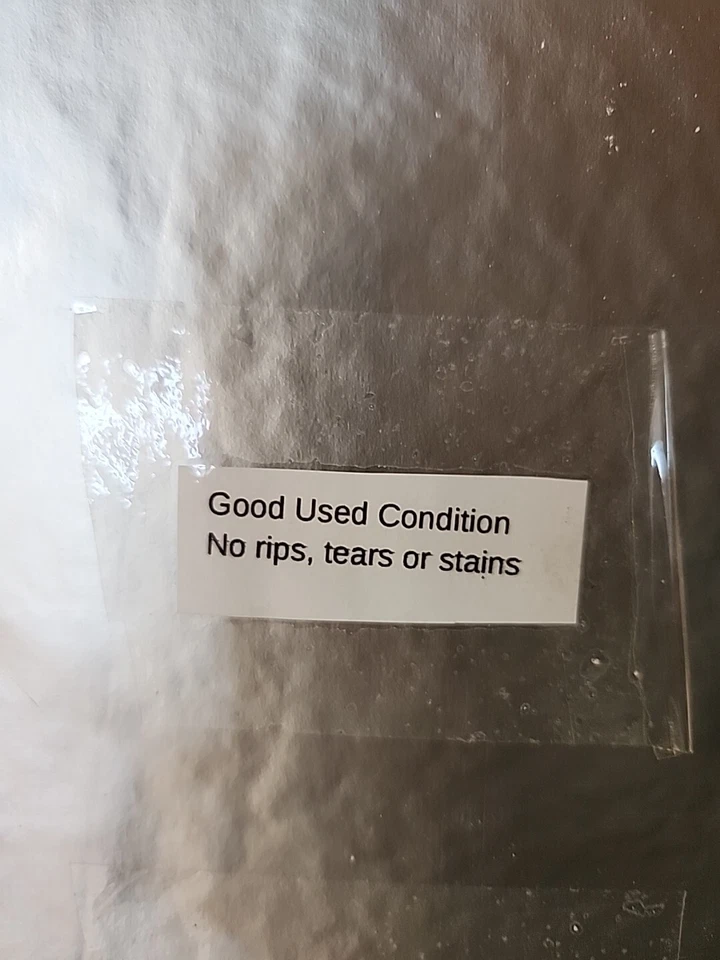 Good Used Condition
No rips, tears or stains